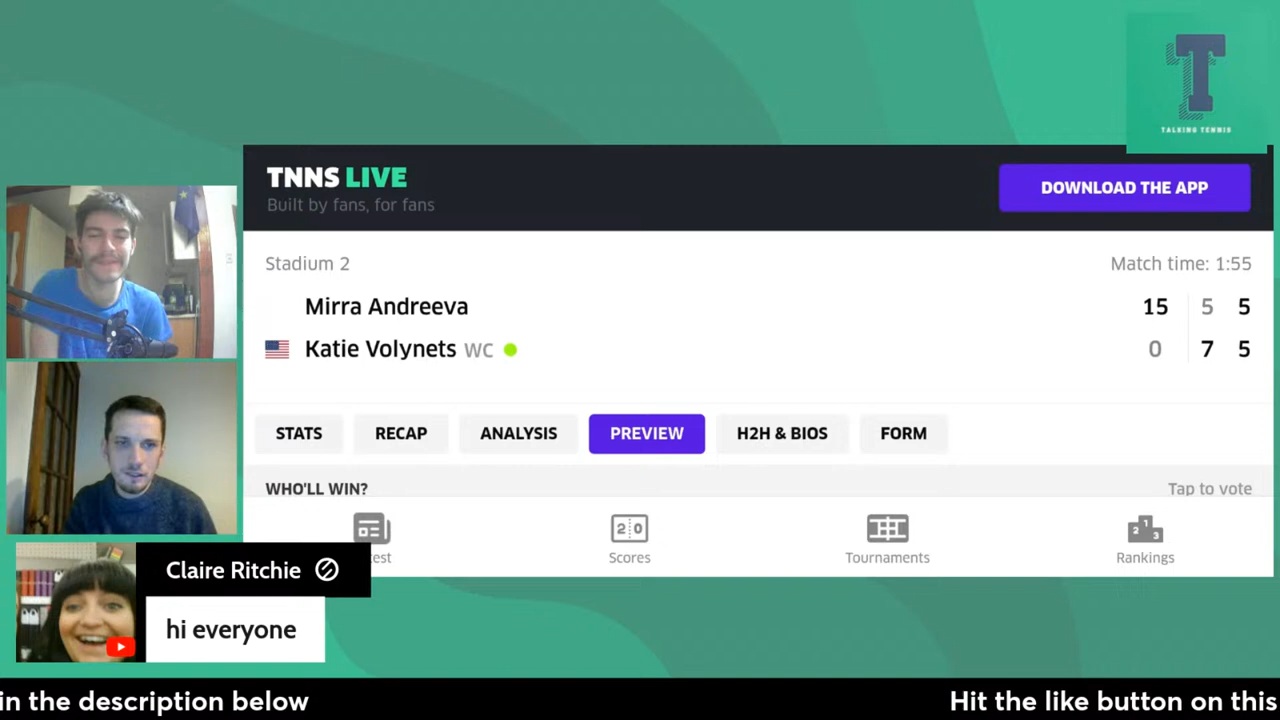 T
TALKING TENNIS
TNNS LIVE
Built by fans, for fans
DOWNLOAD THE APP
Stadium 2
Match time: 1:55
Mirra Andreeva 15 5 5
Katie Volynets WC 0 7 5
STATS RECAP ANALYSIS PREVIEW H2H & BIOS FORM
WHO'LL WIN? Tap to vote
2 0 2 1 3
est Scores Tournaments Rankings
Claire Ritchie
hi everyone
in the description below Hit the like button on this